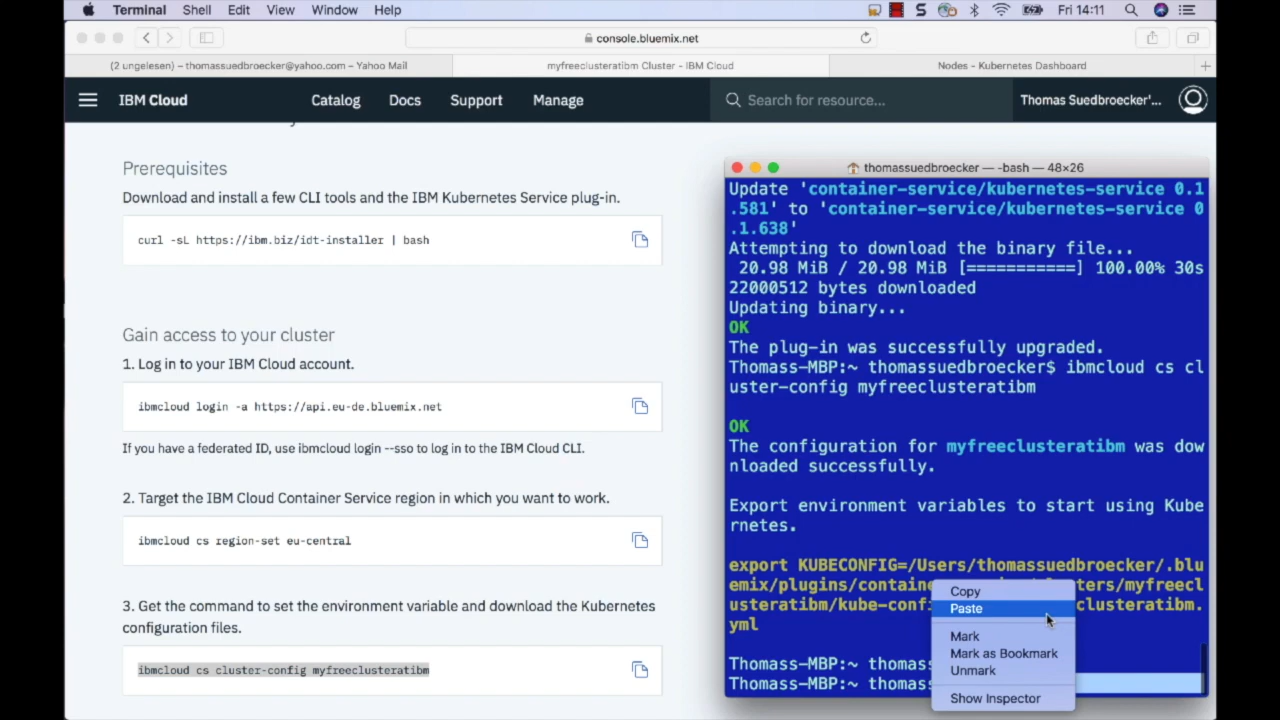 Terminal Shell Edit View Window Help
Fri 14:11
console.bluemix.net
(2 ungelesen) – thomassuedbroecker@yahoo.com – Yahoo Mail
myfreeclusteratibm Cluster - IBM Cloud
Nodes - Kubernetes Dashboard
IBM Cloud
Catalog Docs Support Manage
Search for resource...
Thomas Suedbroecker'...
Prerequisites
Download and install a few CLI tools and the IBM Kubernetes Service plug-in.
curl -sL https://ibm.biz/idt-installer | bash
Gain access to your cluster
1. Log in to your IBM Cloud account.
ibmcloud login -a https://api.eu-de.bluemix.net
If you have a federated ID, use ibmcloud login --sso to log in to the IBM Cloud CLI.
2. Target the IBM Cloud Container Service region in which you want to work.
ibmcloud cs region-set eu-central
3. Get the command to set the environment variable and download the Kubernetes
configuration files.
ibmcloud cs cluster-config myfreeclusteratibm
thomassuedbroecker — -bash — 48×26
Update 'container-service/kubernetes-service 0.1
.581' to 'container-service/kubernetes-service 0
.1.638'
Attempting to download the binary file...
20.98 MiB / 20.98 MiB [===========] 100.00% 30s
22000512 bytes downloaded
Updating binary...
OK
The plug-in was successfully upgraded.
Thomass-MBP:~ thomassuedbroecker$ ibmcloud cs cl
uster-config myfreeclusteratibm
OK
The configuration for myfreeclusteratibm was dow
nloaded successfully.
Export environment variables to start using Kube
rnetes.
export KUBECONFIG=/Users/thomassuedbroecker/.blu
emix/plugins/containe ters/myfreecl
usteratibm/kube-conf clusteratibm.
yml
Thomass-MBP:~ thomass
Thomass-MBP:~ thomass
Copy
Paste
Mark
Mark as Bookmark
Unmark
Show Inspector